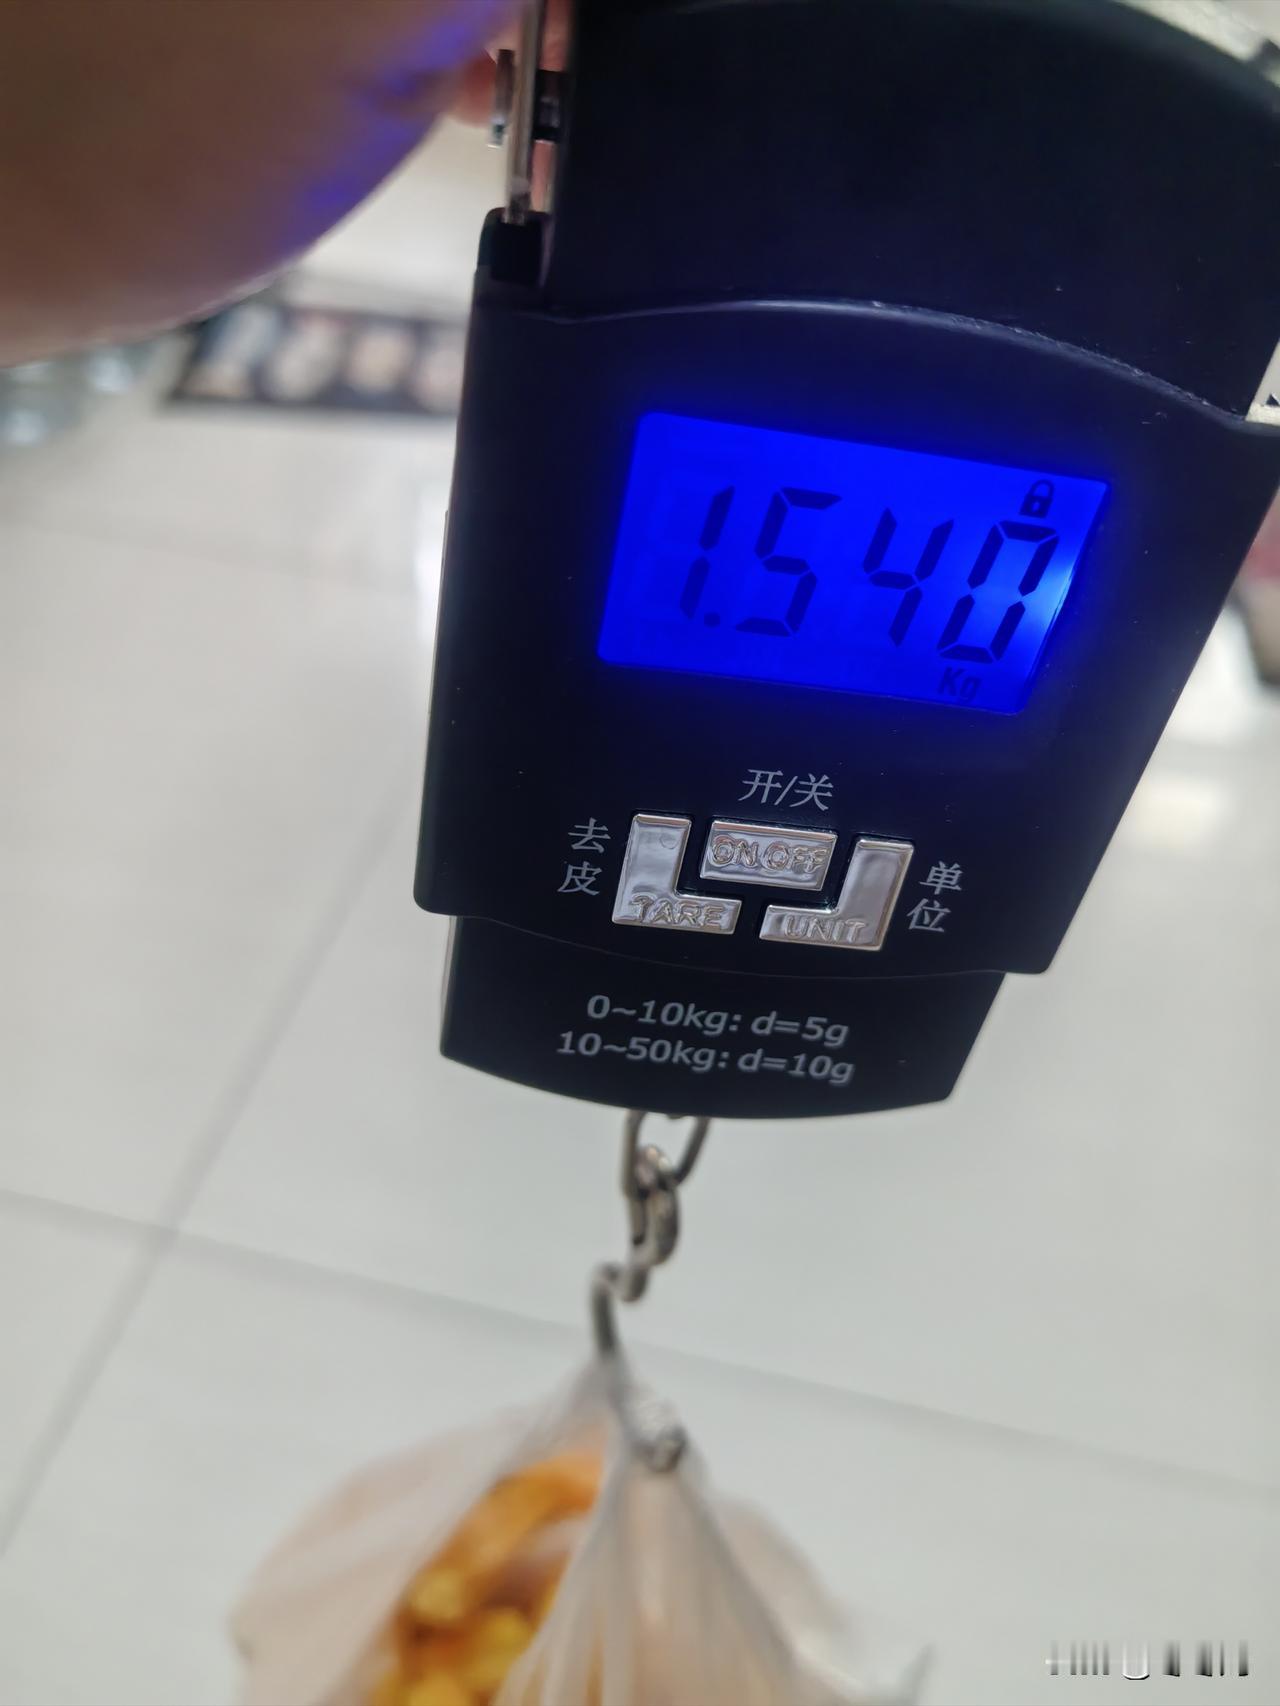 1.540
Kg
开/关
去皮
ON OFF
单位
TARE
UNIT
0~10kg: d=5g
10~50kg: d=10g